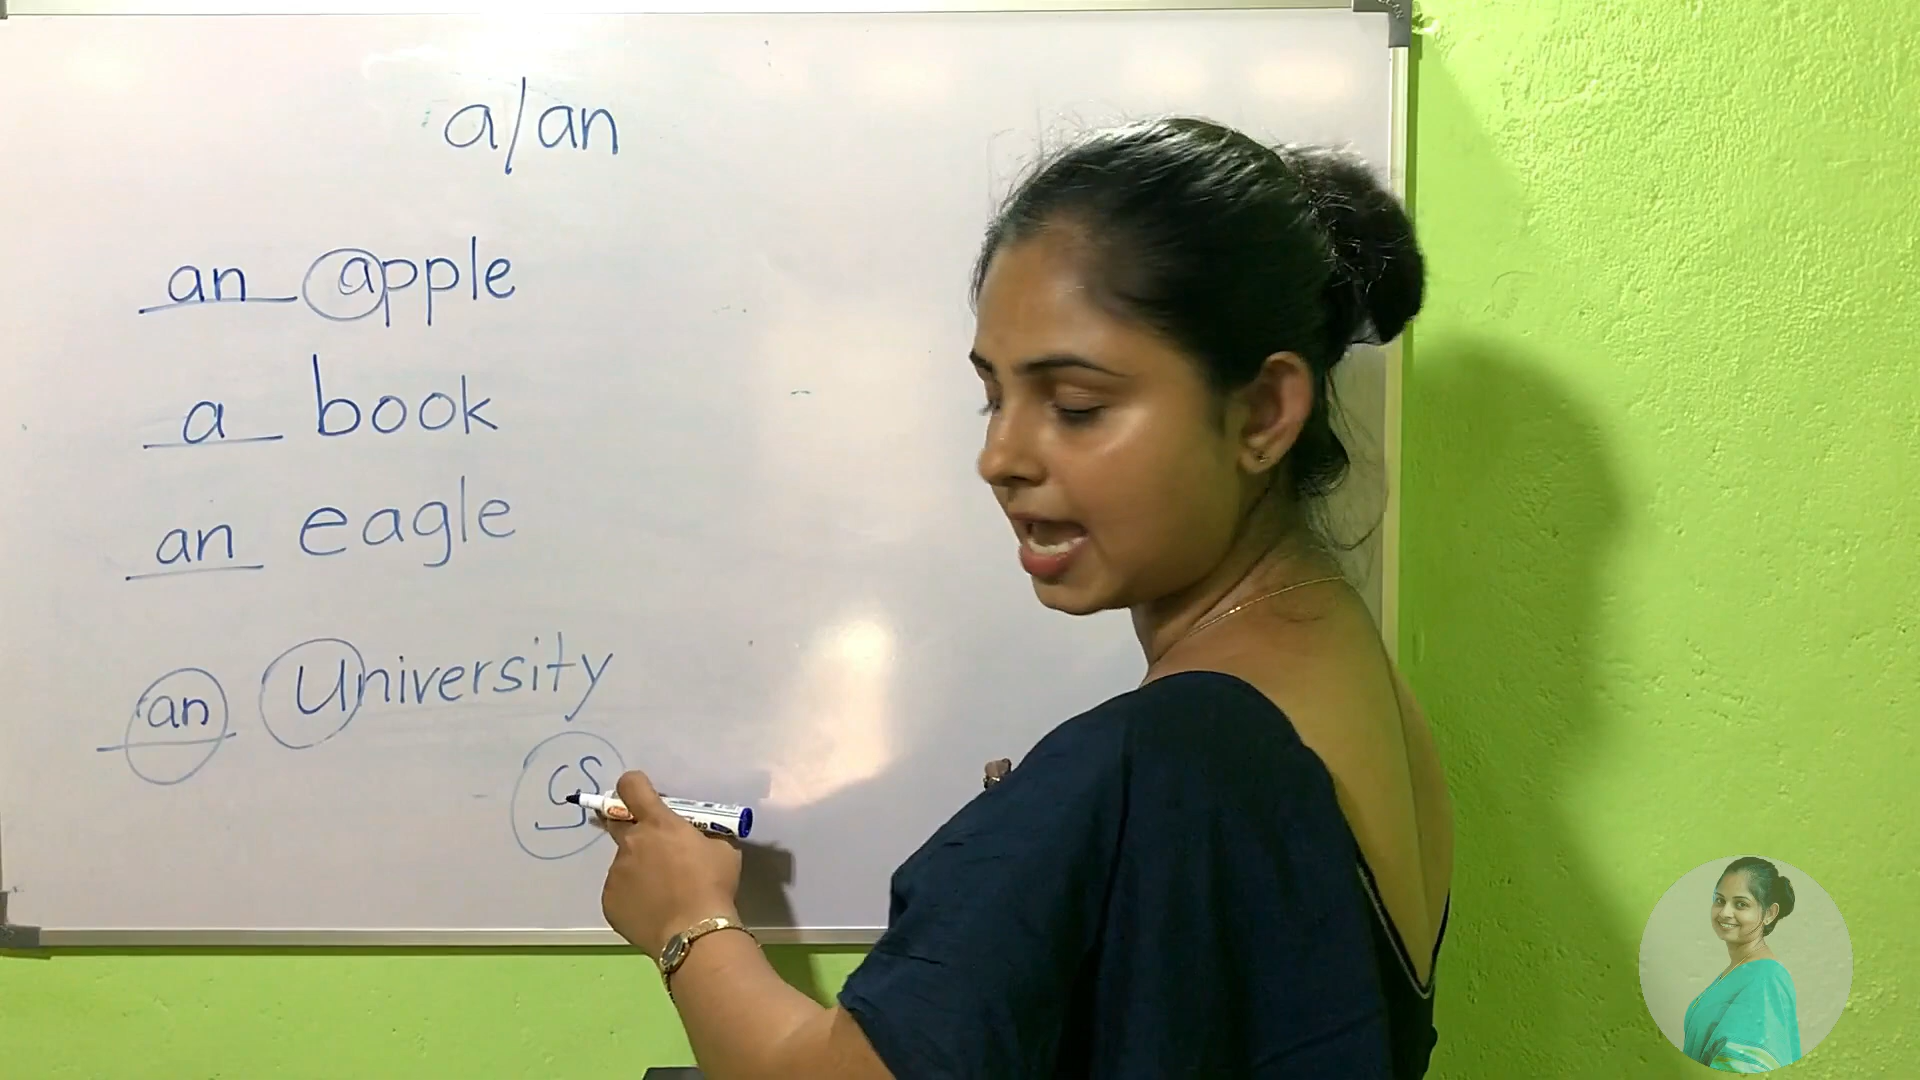 a/an
an apple
a book
an eagle
an University